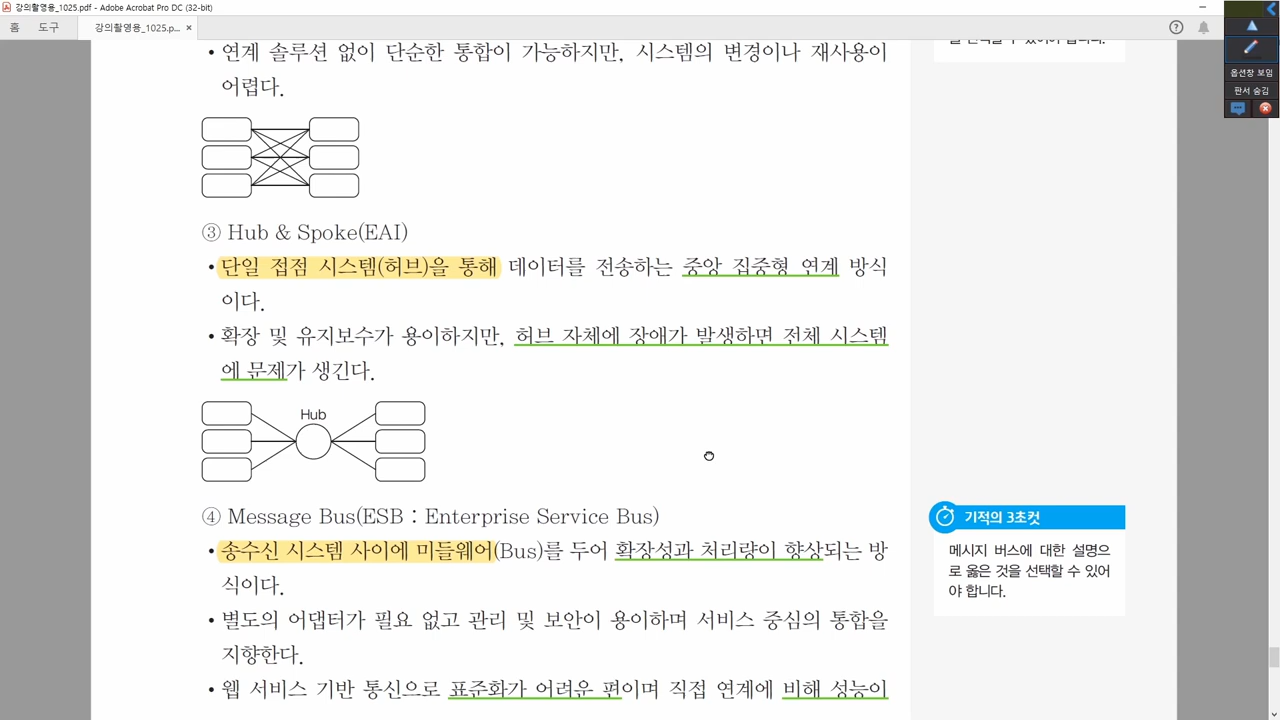 강의촬영용_1025.pdf - Adobe Acrobat Pro DC (32-bit)
홈 도구 강의촬영용_1025.p... ×
옵션창 보임
판서 숨김
• 연계 솔루션 없이 단순한 통합이 가능하지만, 시스템의 변경이나 재사용이
어렵다.
③ Hub & Spoke(EAI)
• 단일 접점 시스템(허브)을 통해 데이터를 전송하는 중앙 집중형 연계 방식
이다.
• 확장 및 유지보수가 용이하지만, 허브 자체에 장애가 발생하면 전체 시스템
에 문제가 생긴다.
Hub
④ Message Bus(ESB : Enterprise Service Bus)
• 송수신 시스템 사이에 미들웨어(Bus)를 두어 확장성과 처리량이 향상되는 방
식이다.
• 별도의 어댑터가 필요 없고 관리 및 보안이 용이하며 서비스 중심의 통합을
지향한다.
• 웹 서비스 기반 통신으로 표준화가 어려운 편이며 직접 연계에 비해 성능이
기적의 3초컷
메시지 버스에 대한 설명으
로 옳은 것을 선택할 수 있어
야 합니다.